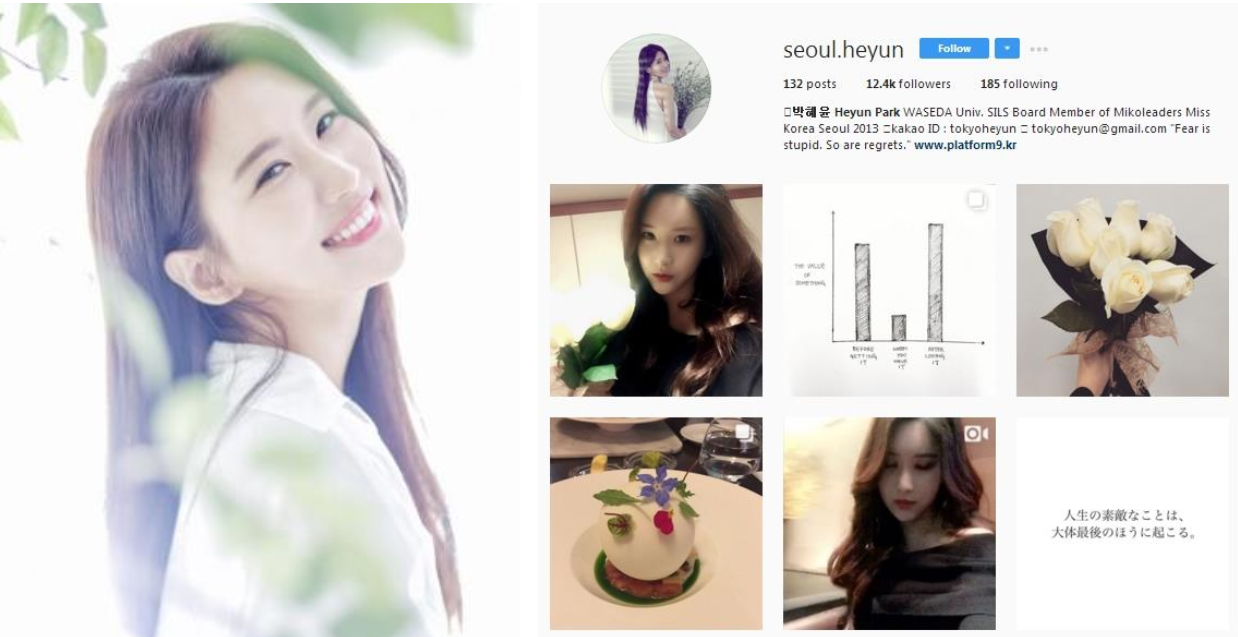 seoul.heyun Follow
132 posts 12.4k followers 185 following
박혜윤 Heyun Park WASEDA Univ. SILS Board Member of Mikoleaders Miss
Korea Seoul 2013 kakao ID : tokyoheyun tokyoheyun@gmail.com "Fear is
stupid. So are regrets." www.platform9.kr
THE VALUE
OF
SOMETHING
BEFORE
GETTING
IT
WHEN
YOU
HAVE
IT
AFTER
LOSING
IT
人生の素敵なことは、
大体最後のほうに起こる。